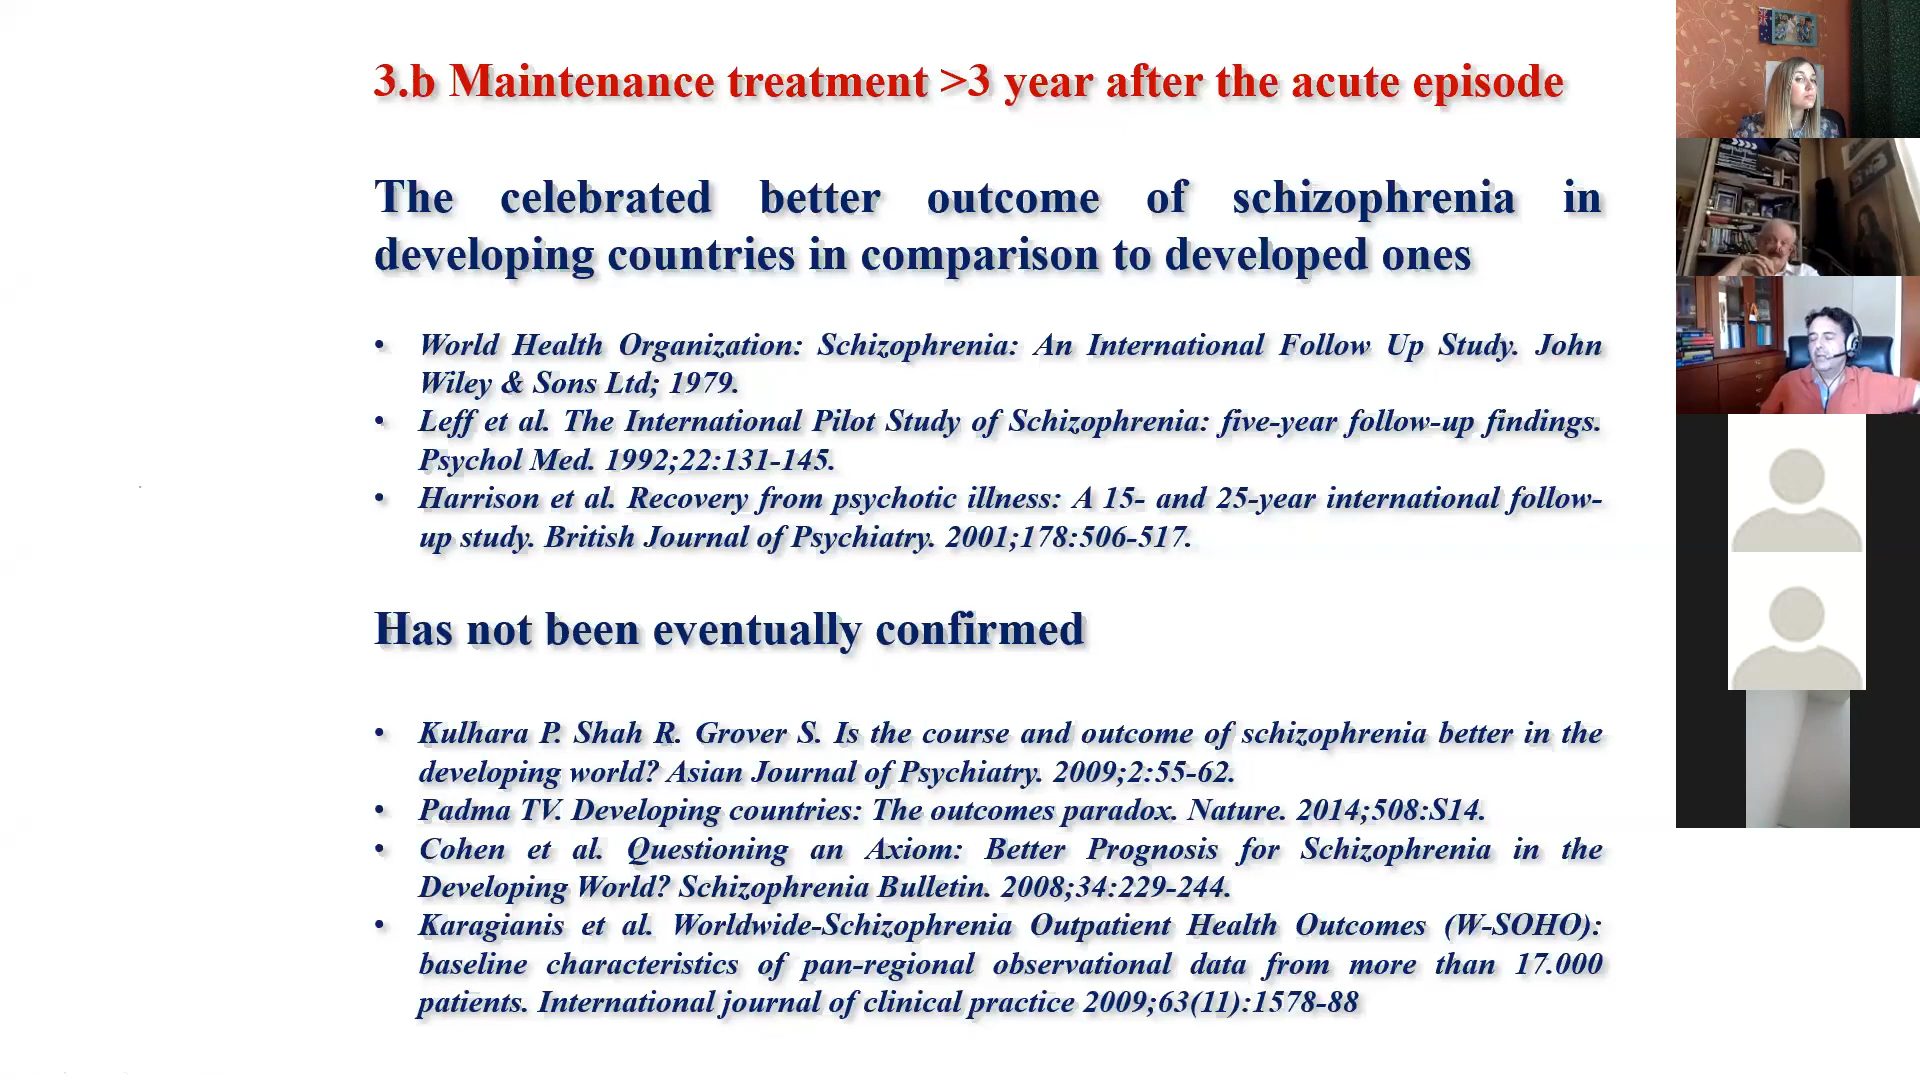 3.b Maintenance treatment >3 year after the acute episode
The celebrated better outcome of schizophrenia in
developing countries in comparison to developed ones
• World Health Organization: Schizophrenia: An International Follow Up Study. John
Wiley & Sons Ltd; 1979.
• Leff et al. The International Pilot Study of Schizophrenia: five-year follow-up findings.
Psychol Med. 1992;22:131-145.
• Harrison et al. Recovery from psychotic illness: A 15- and 25-year international follow-
up study. British Journal of Psychiatry. 2001;178:506-517.
Has not been eventually confirmed
• Kulhara P. Shah R. Grover S. Is the course and outcome of schizophrenia better in the
developing world? Asian Journal of Psychiatry. 2009;2:55-62.
• Padma TV. Developing countries: The outcomes paradox. Nature. 2014;508:S14.
• Cohen et al. Questioning an Axiom: Better Prognosis for Schizophrenia in the
Developing World? Schizophrenia Bulletin. 2008;34:229-244.
• Karagianis et al. Worldwide-Schizophrenia Outpatient Health Outcomes (W-SOHO):
baseline characteristics of pan-regional observational data from more than 17.000
patients. International journal of clinical practice 2009;63(11):1578-88